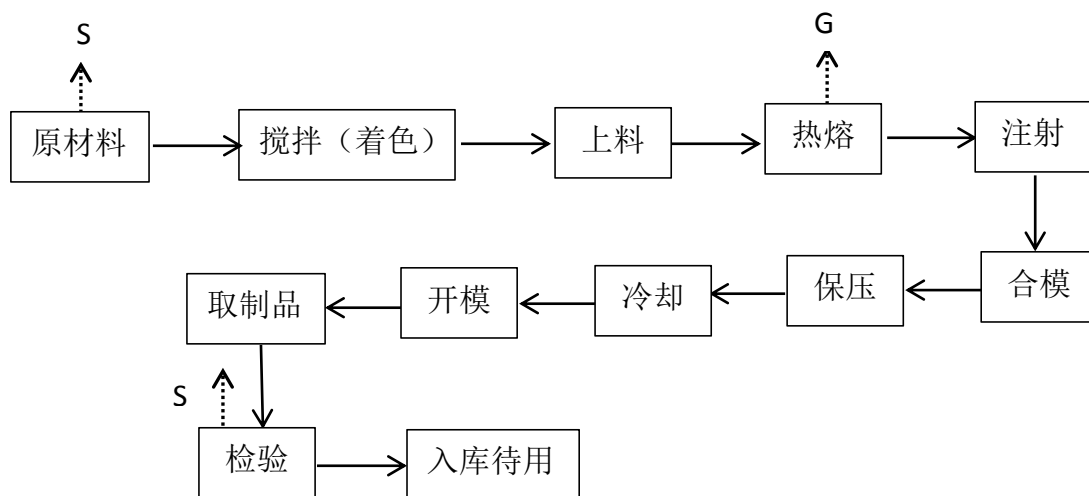 S
G
原材料
搅拌（着色）
上料
热熔
注射
合模
保压
冷却
开模
取制品
S
检验
入库待用